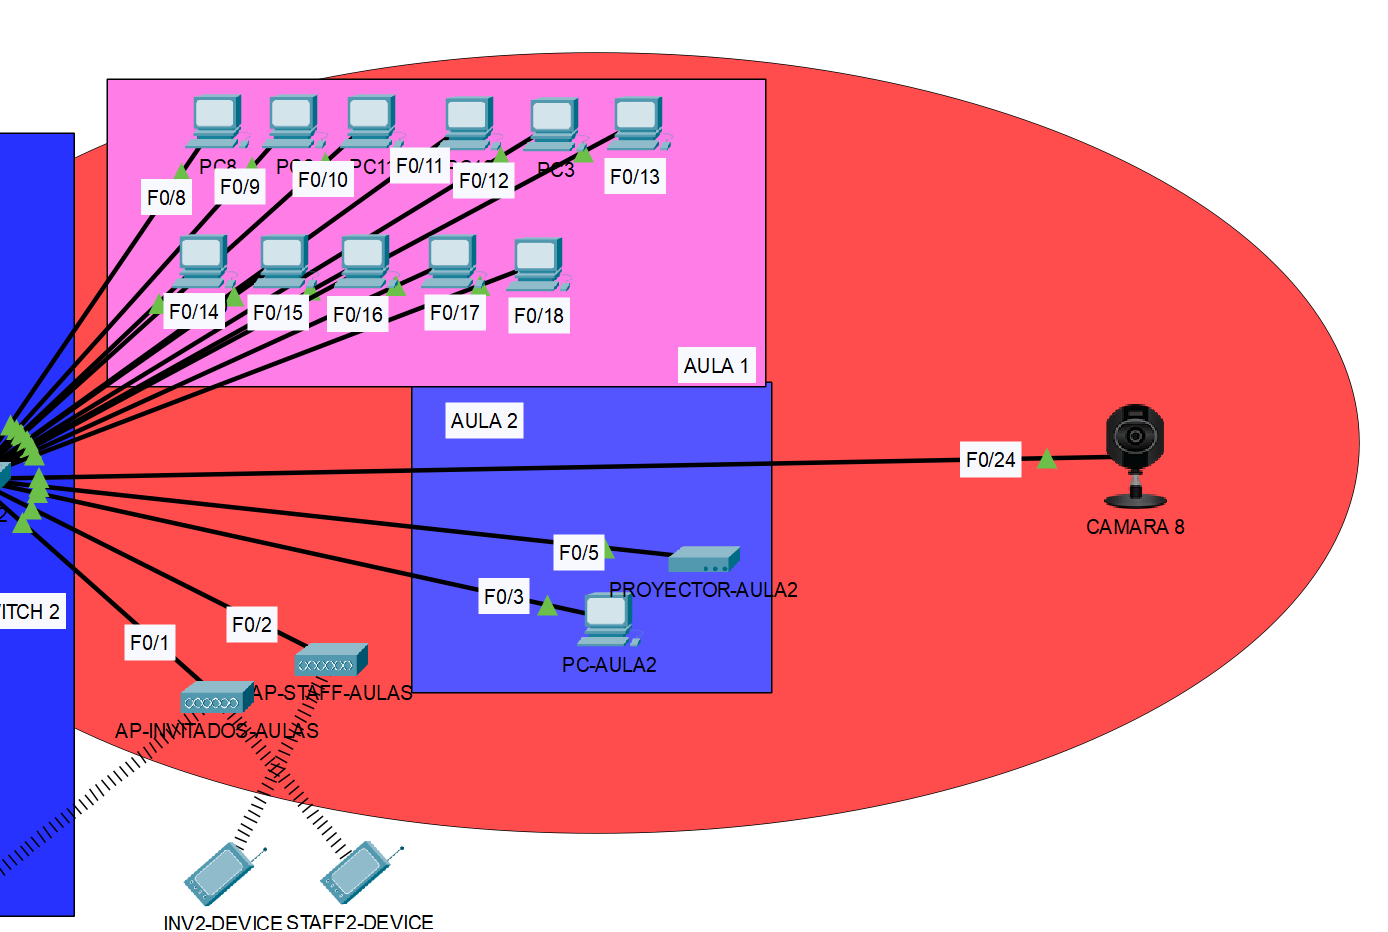 PC8
PC11
PC3
F0/8
F0/9
F0/10
F0/11
F0/12
F0/13
F0/14
F0/15
F0/16
F0/17
F0/18
AULA 1
AULA 2
F0/24
CAMARA 8
F0/5
PROYECTOR-AULA2
F0/3
PC-AULA2
ITCH 2
F0/1
F0/2
AP-STAFF-AULAS
AP-INVITADOS-AULAS
INV2-DEVICE
STAFF2-DEVICE